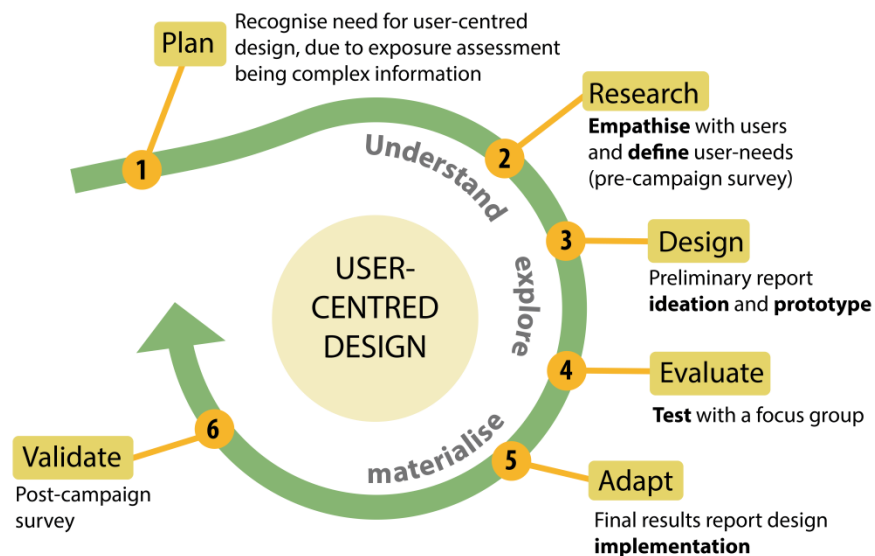 Plan
Recognise need for user-centred
design, due to exposure assessment
being complex information
1
Research
Empathise with users
and define user-needs
(pre-campaign survey)
2
Understand
3
Design
Preliminary report
ideation and prototype
explore
USER-
CENTRED
DESIGN
4
Evaluate
Test with a focus group
materialise
5
Adapt
Final results report design
implementation
6
Validate
Post-campaign
survey